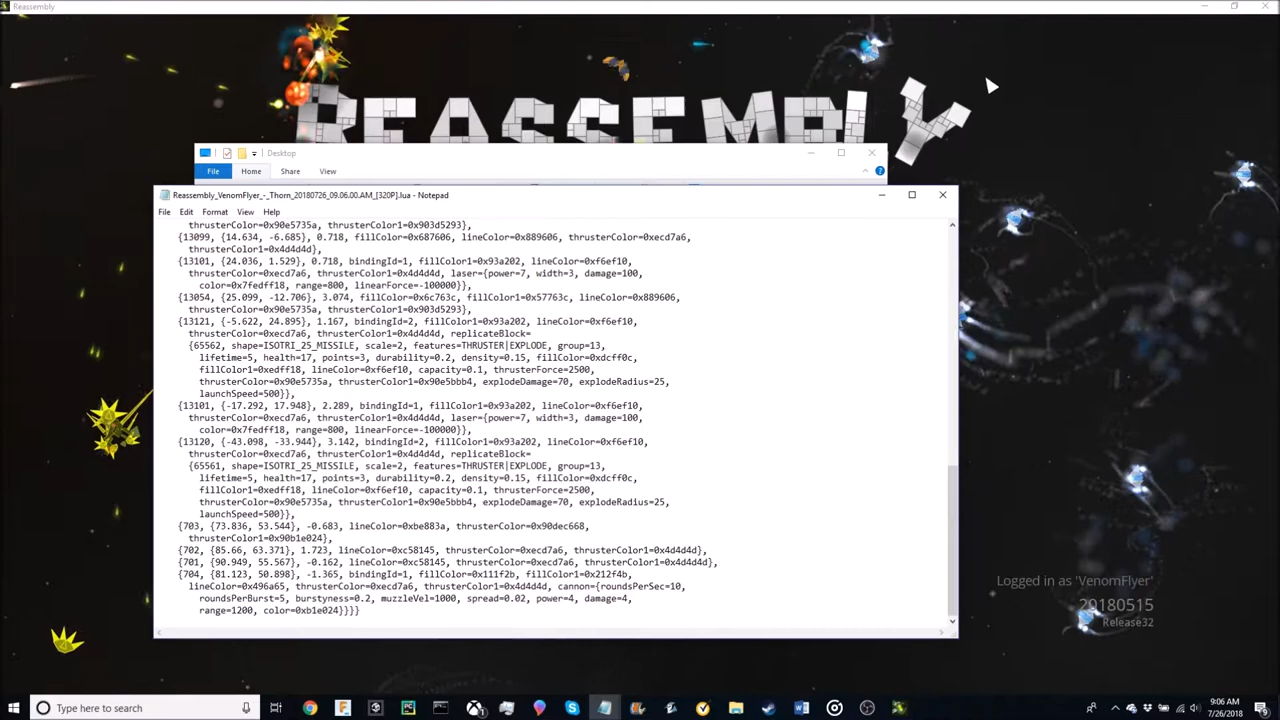 Reassembly
REASSEMBLY
Desktop
File Home Share View
Reassembly_VenomFlyer_-_Thorn_20180726_09.06.00.AM_[320P].lua - Notepad
File Edit Format View Help
thrusterColor=0x90e5735a, thrusterColor1=0x903d5293},
{13099, {14.634, -6.685}, 0.718, fillColor=0x687606, lineColor=0x889606, thrusterColor=0xecd7a6,
thrusterColor1=0x4d4d4d},
{13101, {24.036, 1.529}, 0.718, bindingId=1, fillColor1=0x93a202, lineColor=0xf6ef10,
thrusterColor=0xecd7a6, thrusterColor1=0x4d4d4d, laser={power=7, width=3, damage=100,
color=0x7fedff18, range=800, linearForce=-100000}},
{13054, {25.099, -12.706}, 3.074, fillColor=0x6c763c, fillColor1=0x57763c, lineColor=0x889606,
thrusterColor=0x90e5735a, thrusterColor1=0x903d5293},
{13121, {-5.622, 24.895}, 1.167, bindingId=2, fillColor1=0x93a202, lineColor=0xf6ef10,
thrusterColor=0xecd7a6, thrusterColor1=0x4d4d4d, replicateBlock=
{65562, shape=ISOTRI_25_MISSILE, scale=2, features=THRUSTER|EXPLODE, group=13,
lifetime=5, health=17, points=3, durability=0.2, density=0.15, fillColor=0xdcff0c,
fillColor1=0xedff18, lineColor=0xf6ef10, capacity=0.1, thrusterForce=2500,
thrusterColor=0x90e5735a, thrusterColor1=0x90e5bbb4, explodeDamage=70, explodeRadius=25,
launchSpeed=500}},
{13101, {-17.292, 17.948}, 2.289, bindingId=1, fillColor1=0x93a202, lineColor=0xf6ef10,
thrusterColor=0xecd7a6, thrusterColor1=0x4d4d4d, laser={power=7, width=3, damage=100,
color=0x7fedff18, range=800, linearForce=-100000}},
{13120, {-43.098, -33.944}, 3.142, bindingId=2, fillColor1=0x93a202, lineColor=0xf6ef10,
thrusterColor=0xecd7a6, thrusterColor1=0x4d4d4d, replicateBlock=
{65561, shape=ISOTRI_25_MISSILE, scale=2, features=THRUSTER|EXPLODE, group=13,
lifetime=5, health=17, points=3, durability=0.2, density=0.15, fillColor=0xdcff0c,
fillColor1=0xedff18, lineColor=0xf6ef10, capacity=0.1, thrusterForce=2500,
thrusterColor=0x90e5735a, thrusterColor1=0x90e5bbb4, explodeDamage=70, explodeRadius=25,
launchSpeed=500}},
{703, {73.836, 53.544}, -0.683, lineColor=0xbe883a, thrusterColor=0x90dec668,
thrusterColor1=0x90b1e024},
{702, {85.66, 63.371}, 1.723, lineColor=0xc58145, thrusterColor=0xecd7a6, thrusterColor1=0x4d4d4d},
{701, {90.949, 55.567}, -0.162, lineColor=0xc58145, thrusterColor=0xecd7a6, thrusterColor1=0x4d4d4d},
{704, {81.123, 50.898}, -1.365, bindingId=1, fillColor=0x111f2b, fillColor1=0x212f4b,
lineColor=0x496a65, thrusterColor=0xecd7a6, thrusterColor1=0x4d4d4d, cannon={roundsPerSec=10,
roundsPerBurst=5, burstyness=0.2, muzzleVel=1000, spread=0.02, power=4, damage=4,
range=1200, color=0xb1e024}}}}
Logged in as 'VenomFlyer'
20180515
Release32
Type here to search
9:06 AM
7/26/2018